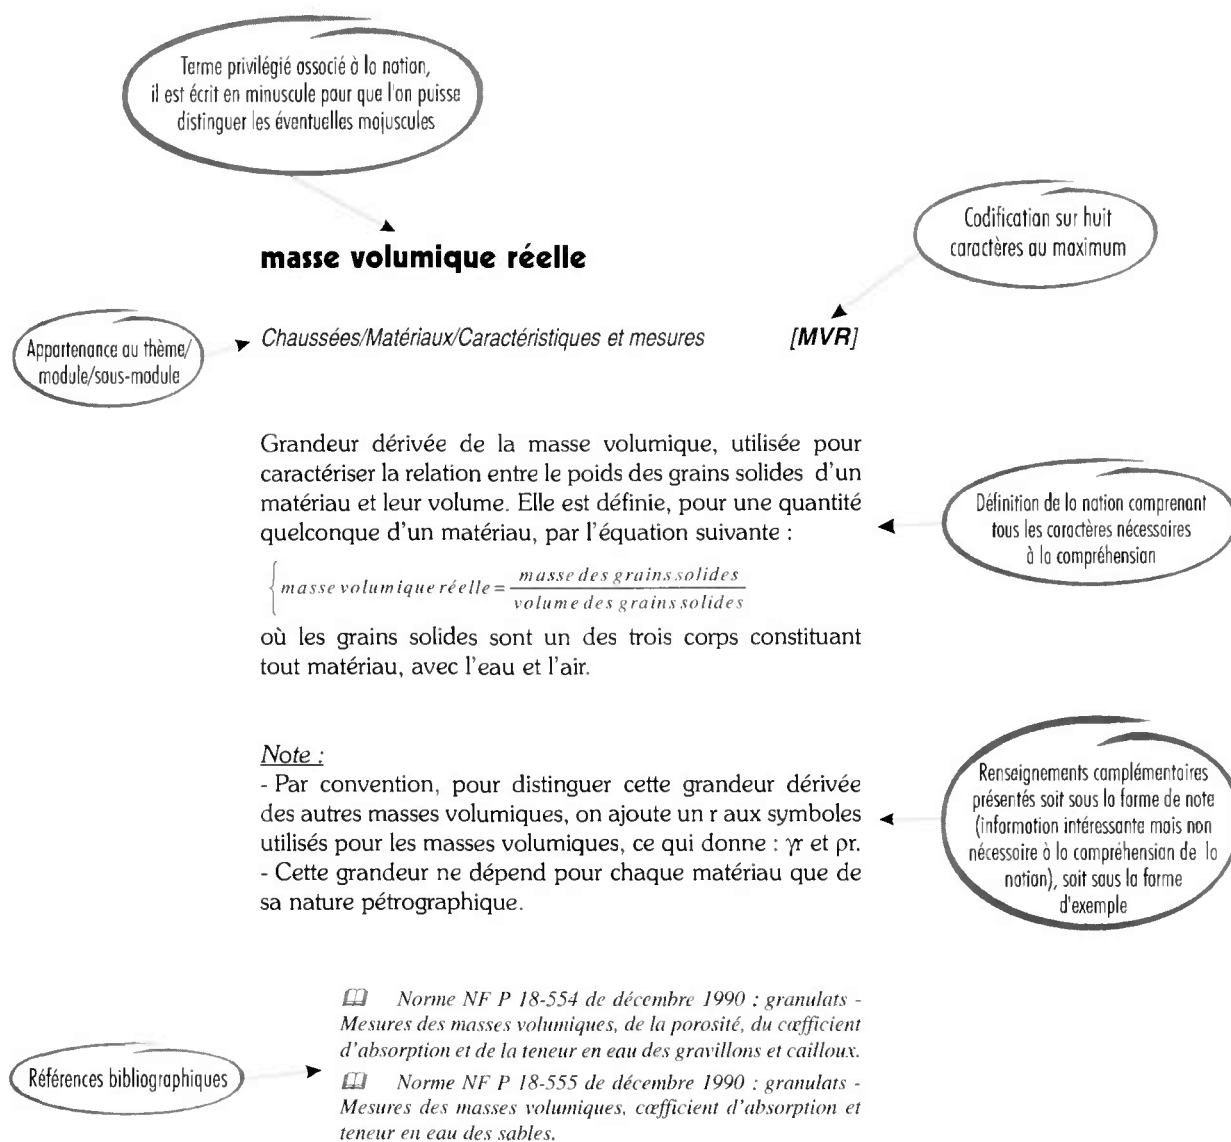 Terme privilégié associé à la notion,
il est écrit en minuscule pour que l'on puisse
distinguer les éventuelles majuscules
Codification sur huit
caractères au maximum
masse volumique réelle
Appartenance au thème/
module/sous-module
Chaussées/Matériaux/Caractéristiques et mesures [MVR]
Grandeur dérivée de la masse volumique, utilisée pour
caractériser la relation entre le poids des grains solides d'un
matériau et leur volume. Elle est définie, pour une quantité
quelconque d'un matériau, par l'équation suivante :
Définition de la notion comprenant
tous les caractères nécessaires
à la compréhension
masse volumique réelle = masse des grains solides
volume des grains solides
où les grains solides sont un des trois corps constituant
tout matériau, avec l'eau et l'air.
Note :
- Par convention, pour distinguer cette grandeur dérivée
des autres masses volumiques, on ajoute un r aux symboles
utilisés pour les masses volumiques, ce qui donne : γr et ρr.
- Cette grandeur ne dépend pour chaque matériau que de
sa nature pétrographique.
Renseignements complémentaires
présentés soit sous la forme de note
(information intéressante mais non
nécessaire à la compréhension de la
notion), soit sous la forme
d'exemple
Références bibliographiques
Norme NF P 18-554 de décembre 1990 : granulats -
Mesures des masses volumiques, de la porosité, du cœfficient
d'absorption et de la teneur en eau des gravillons et cailloux.
Norme NF P 18-555 de décembre 1990 : granulats -
Mesures des masses volumiques, cœfficient d'absorption et
teneur en eau des sables.